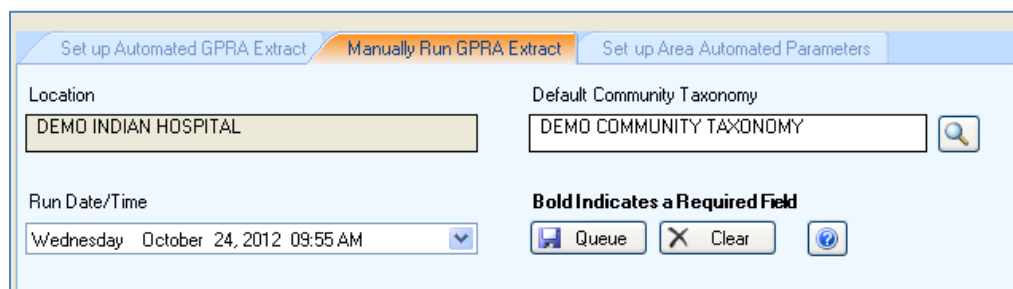 Set up Automated GPRA Extract
Manually Run GPRA Extract
Set up Area Automated Parameters
Location
Default Community Taxonomy
DEMO INDIAN HOSPITAL
DEMO COMMUNITY TAXONOMY
Run Date/Time
Bold Indicates a Required Field
Wednesday October 24, 2012 09:55 AM
Queue
Clear